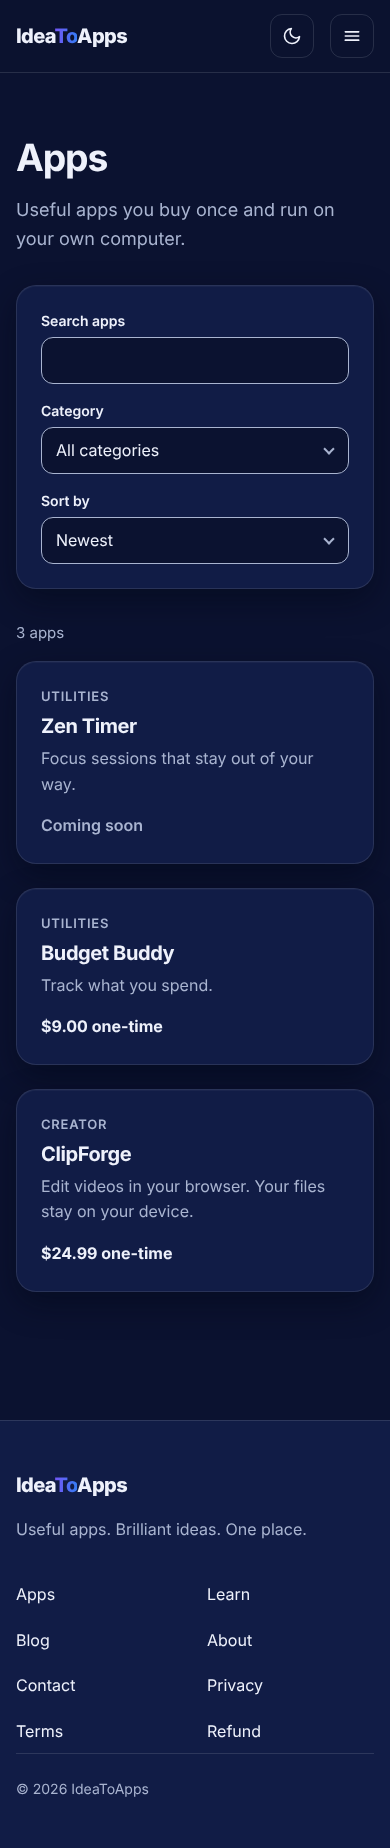 IdeaToApps
Apps
Useful apps you buy once and run on
your own computer.
Search apps
Category
All categories
Sort by
Newest
3 apps
UTILITIES
Zen Timer
Focus sessions that stay out of your
way.
Coming soon
UTILITIES
Budget Buddy
Track what you spend.
$9.00 one-time
CREATOR
ClipForge
Edit videos in your browser. Your files
stay on your device.
$24.99 one-time
IdeaToApps
Useful apps. Brilliant ideas. One place.
Apps Learn
Blog About
Contact Privacy
Terms Refund
© 2026 IdeaToApps